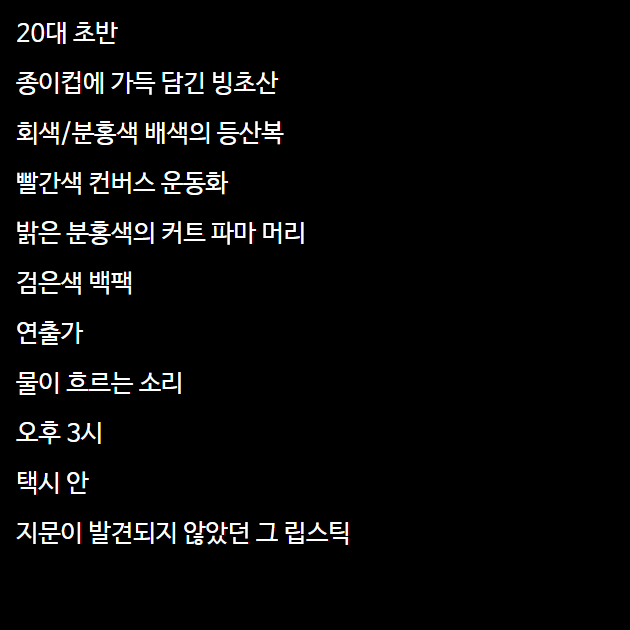 20대 초반
종이컵에 가득 담긴 빙초산
회색/분홍색 배색의 등산복
빨간색 컨버스 운동화
밝은 분홍색의 커트 파마 머리
검은색 백팩
연출가
물이 흐르는 소리
오후 3시
택시 안
지문이 발견되지 않았던 그 립스틱